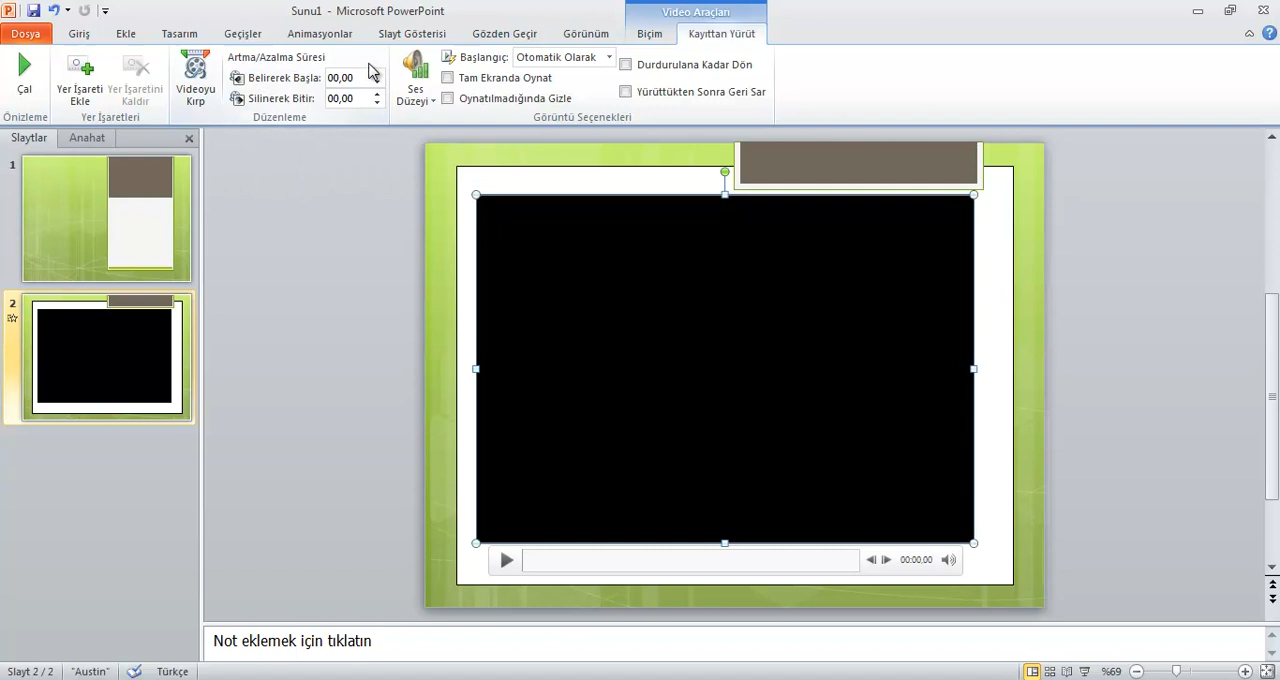 Sunu1 - Microsoft PowerPoint
Video Araçları
Dosya Giriş Ekle Tasarım Geçişler Animasyonlar Slayt Gösterisi Gözden Geçir Görünüm Biçim Kayıttan Yürüt
Çal
Önizleme
Yer İşareti Ekle
Yer İşaretini Kaldır
Yer İşaretleri
Videoyu Kırp
Artma/Azalma Süresi
Belirerek Başla: 00,00
Silinerek Bitir: 00,00
Düzenleme
Ses Düzeyi
Başlangıç: Otomatik Olarak
Tam Ekranda Oynat
Oynatılmadığında Gizle
Durdurulana Kadar Dön
Yürüttükten Sonra Geri Sar
Görüntü Seçenekleri
Slaytlar Anahat
1
2
00:00,00
Not eklemek için tıklatın
Slayt 2 / 2 "Austin" Türkçe %69